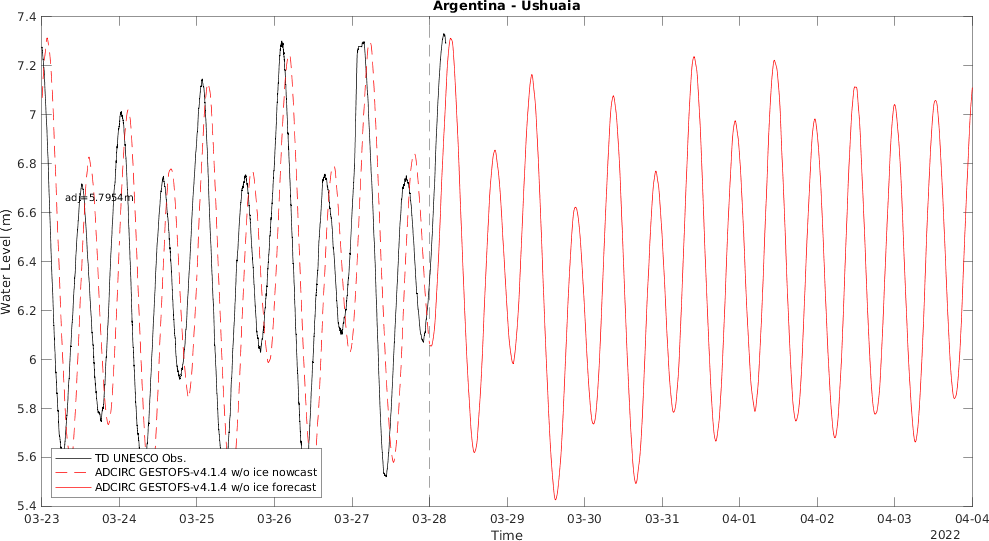 Argentina - Ushuaia
7.4
7.2
7
6.8
6.6
6.4
6.2
6
5.8
5.6
5.4
Water Level (m)
adj=5.7954m
TD UNESCO Obs.
ADCIRC GESTOFS-v4.1.4 w/o ice nowcast
ADCIRC GESTOFS-v4.1.4 w/o ice forecast
03-23 03-24 03-25 03-26 03-27 03-28 03-29 03-30 03-31 04-01 04-02 04-03 04-04
Time
2022